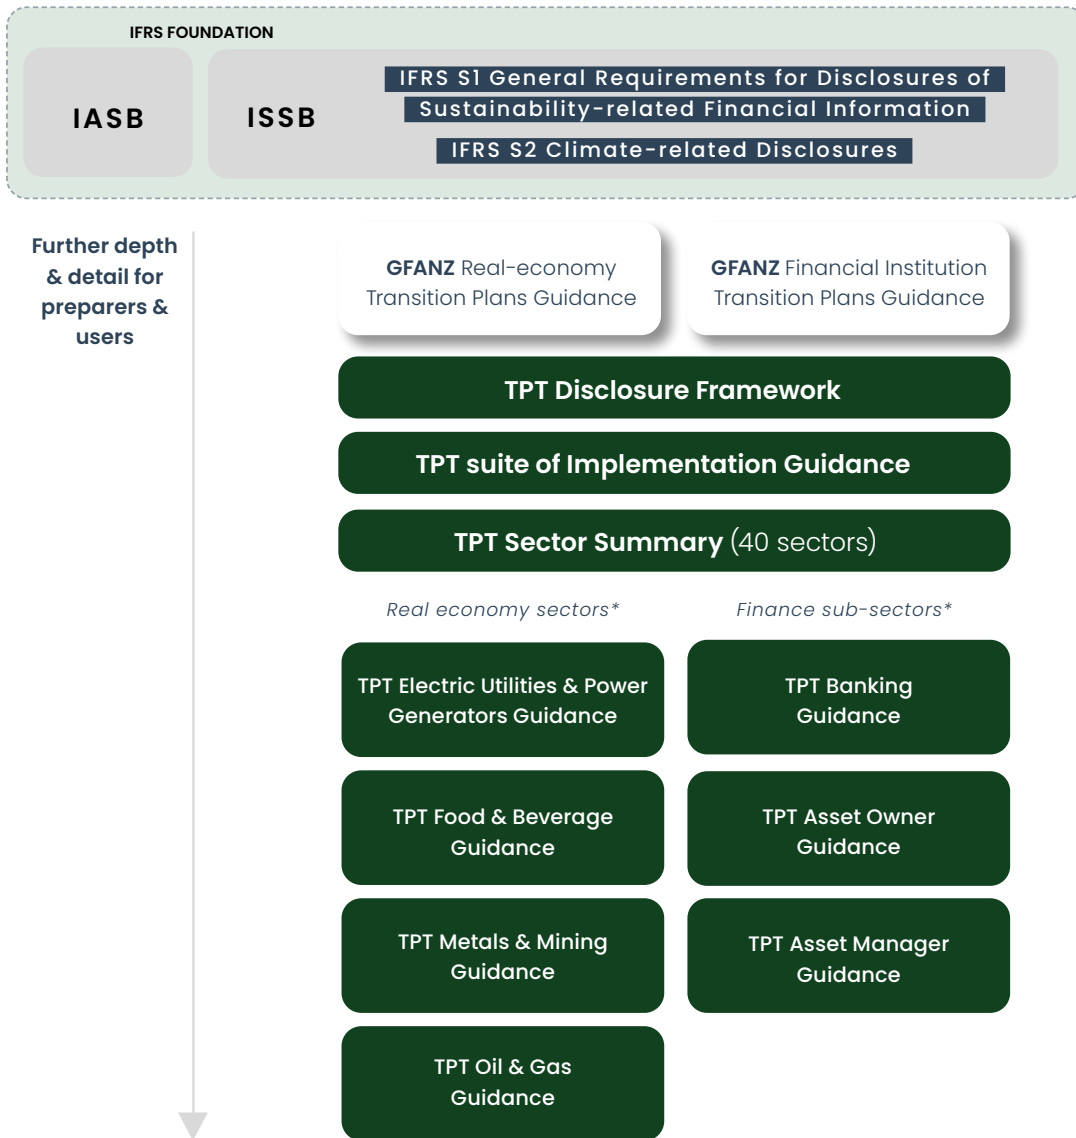 IFRS FOUNDATION
IASB
ISSB
IFRS S1 General Requirements for Disclosures of
Sustainability-related Financial Information
IFRS S2 Climate-related Disclosures
Further depth
& detail for
preparers &
users
GFANZ Real-economy
Transition Plans Guidance
GFANZ Financial Institution
Transition Plans Guidance
TPT Disclosure Framework
TPT suite of Implementation Guidance
TPT Sector Summary (40 sectors)
Real economy sectors*
Finance sub-sectors*
TPT Electric Utilities & Power
Generators Guidance
TPT Banking
Guidance
TPT Food & Beverage
Guidance
TPT Asset Owner
Guidance
TPT Metals & Mining
Guidance
TPT Asset Manager
Guidance
TPT Oil & Gas
Guidance